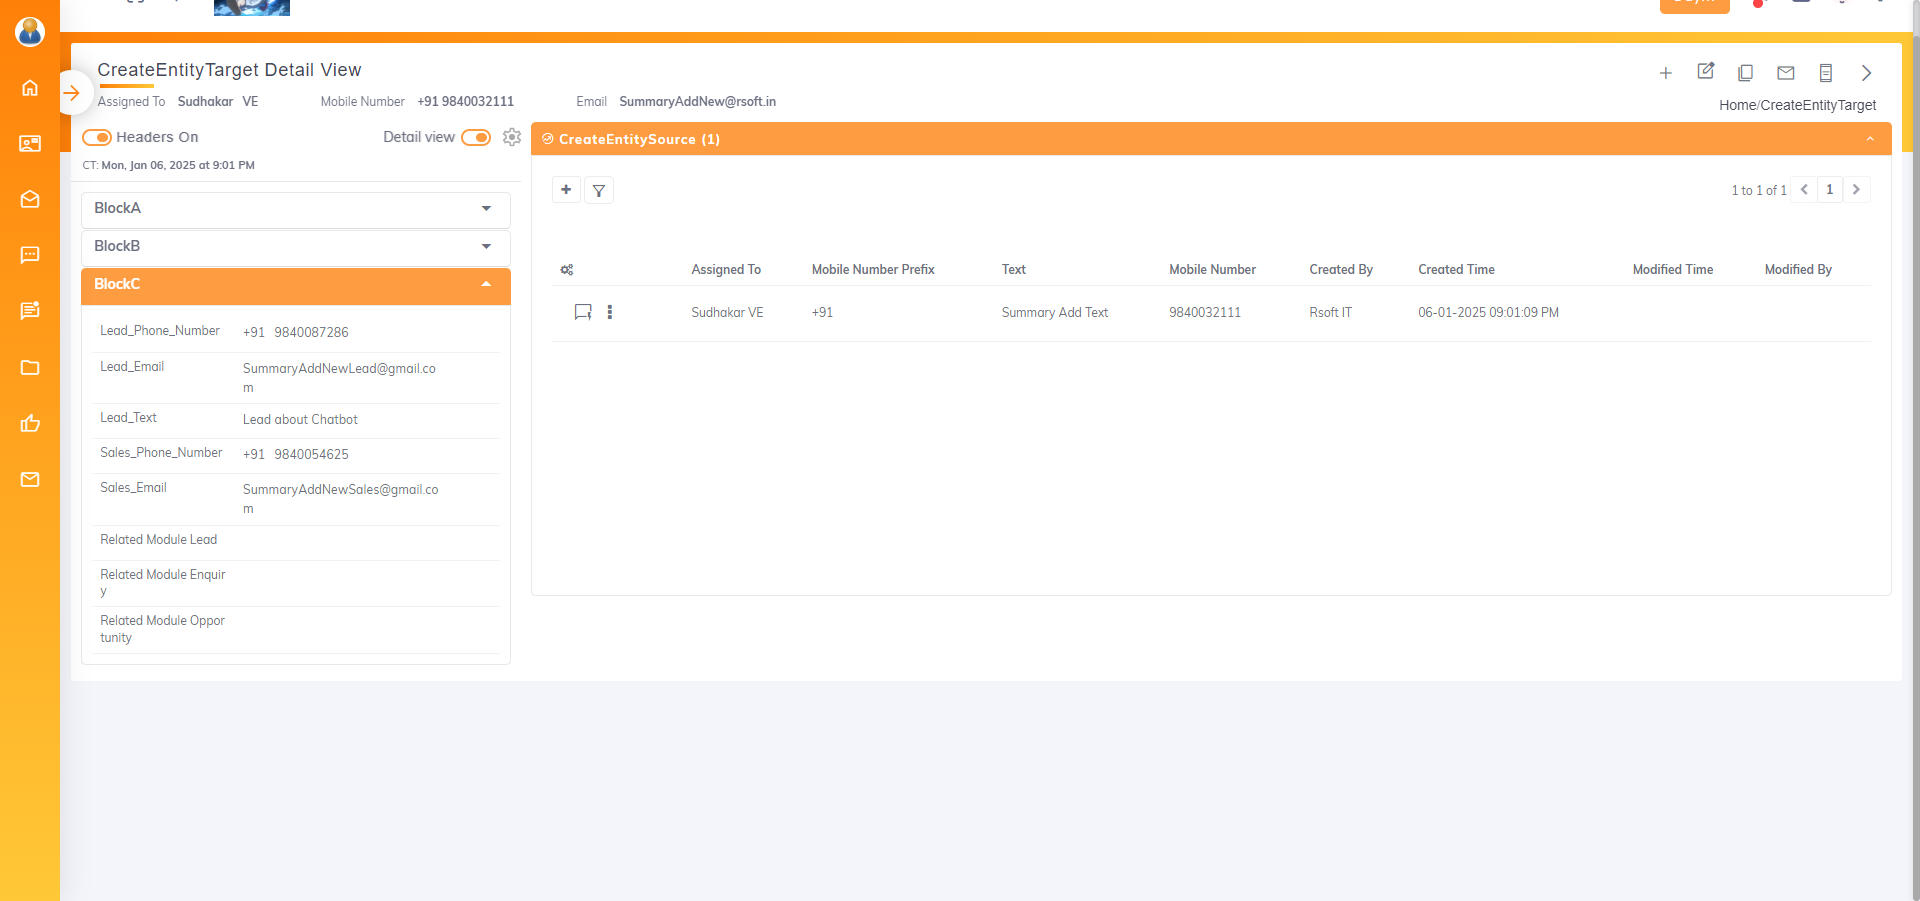 CreateEntityTarget Detail View
Assigned To Sudhakar VE Mobile Number +91 9840032111 Email SummaryAddNew@rsoft.in
Home/CreateEntityTarget
Headers On Detail view
CT: Mon, Jan 06, 2025 at 9:01 PM
BlockA
BlockB
BlockC
Lead_Phone_Number +91 9840087286
Lead_Email SummaryAddNewLead@gmail.co
m
Lead_Text Lead about Chatbot
Sales_Phone_Number +91 9840054625
Sales_Email SummaryAddNewSales@gmail.co
m
Related Module Lead
Related Module Enquir
y
Related Module Oppor
tunity
CreateEntitySource (1)
1 to 1 of 1 1
Assigned To Mobile Number Prefix Text Mobile Number Created By Created Time Modified Time Modified By
Sudhakar VE +91 Summary Add Text 9840032111 Rsoft IT 06-01-2025 09:01:09 PM